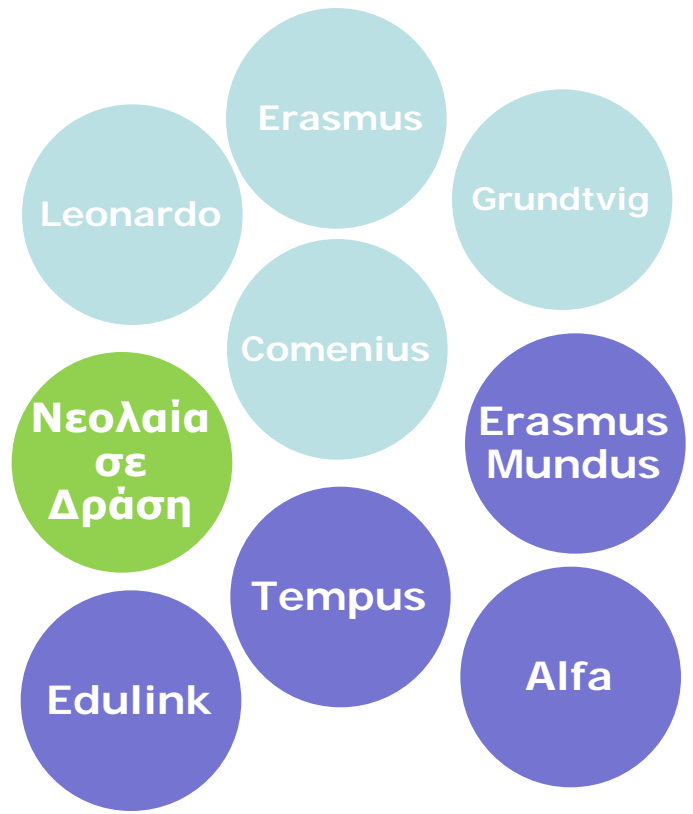 Erasmus
Leonardo
Grundtvig
Comenius
Νεολαία
σε
Δράση
Erasmus
Mundus
Tempus
Edulink
Alfa